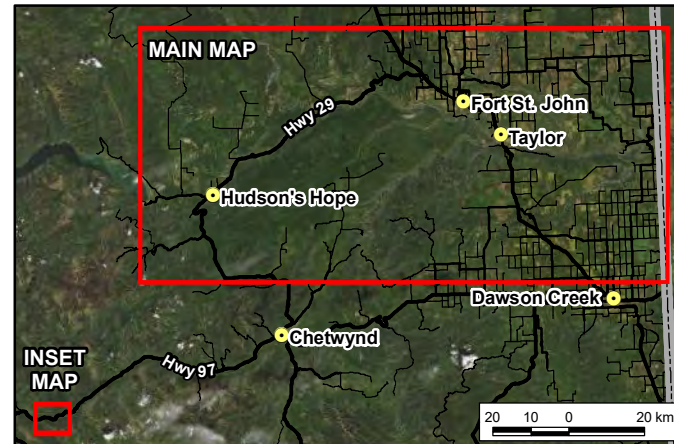 MAIN MAP
Fort St. John
Hwy 29
Taylor
Hudson's Hope
Dawson Creek
Chetwynd
INSET
MAP
Hwy 97
20 10 0 20 km